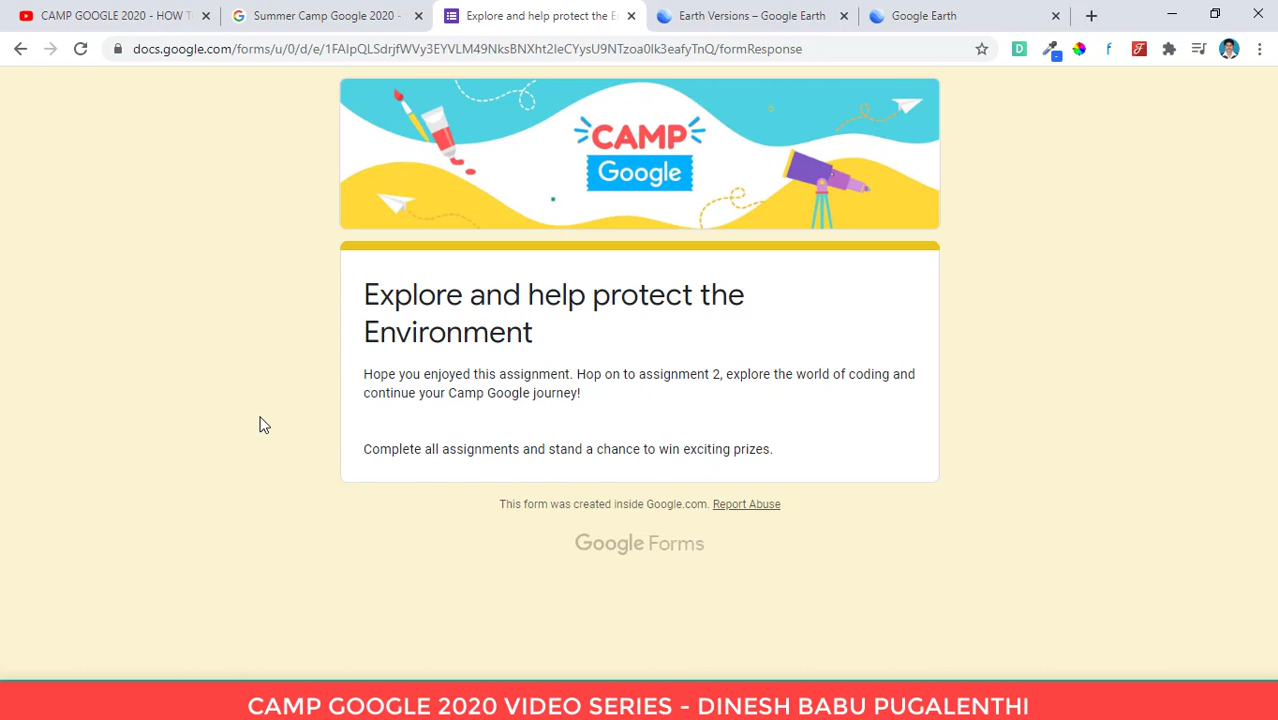 CAMP GOOGLE 2020 - HOW T
Summer Camp Google 2020 -
Explore and help protect the E
Earth Versions – Google Earth
Google Earth
docs.google.com/forms/u/0/d/e/1FAIpQLSdrjfWVy3EYVLM49NksBNXht2IeCYysU9NTzoa0Ik3eafyTnQ/formResponse
CAMP
Google
Explore and help protect the
Environment
Hope you enjoyed this assignment. Hop on to assignment 2, explore the world of coding and
continue your Camp Google journey!
Complete all assignments and stand a chance to win exciting prizes.
This form was created inside Google.com. Report Abuse
Google Forms
CAMP GOOGLE 2020 VIDEO SERIES - DINESH BABU PUGALENTHI